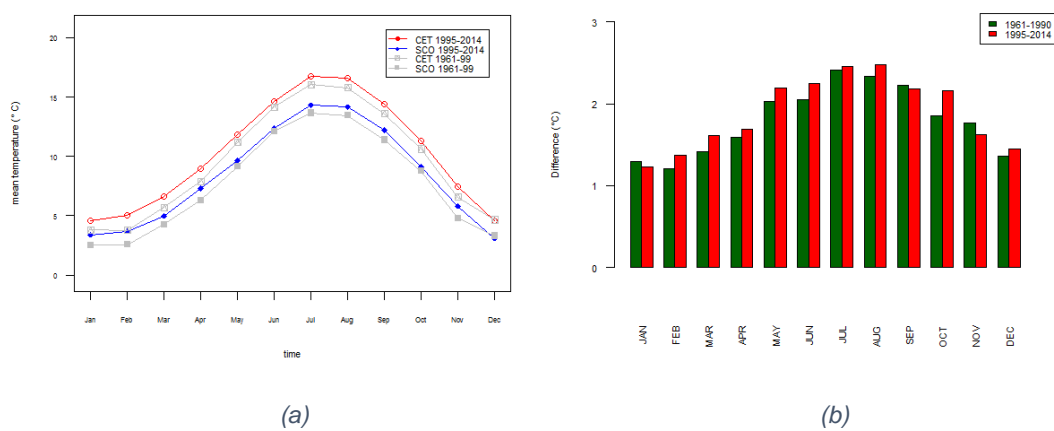 20
15
10
5
0
mean temperature (° C)
CET 1995-2014
SCO 1995-2014
CET 1961-99
SCO 1961-99
Jan Feb Mar Apr May Jun Jul Aug Sep Oct Nov Dec
time
(a)
3
2
1
0
Difference (°C)
1961-1990
1995-2014
JAN FEB MAR APR MAY JUN JUL AUG SEP OCT NOV DEC
(b)